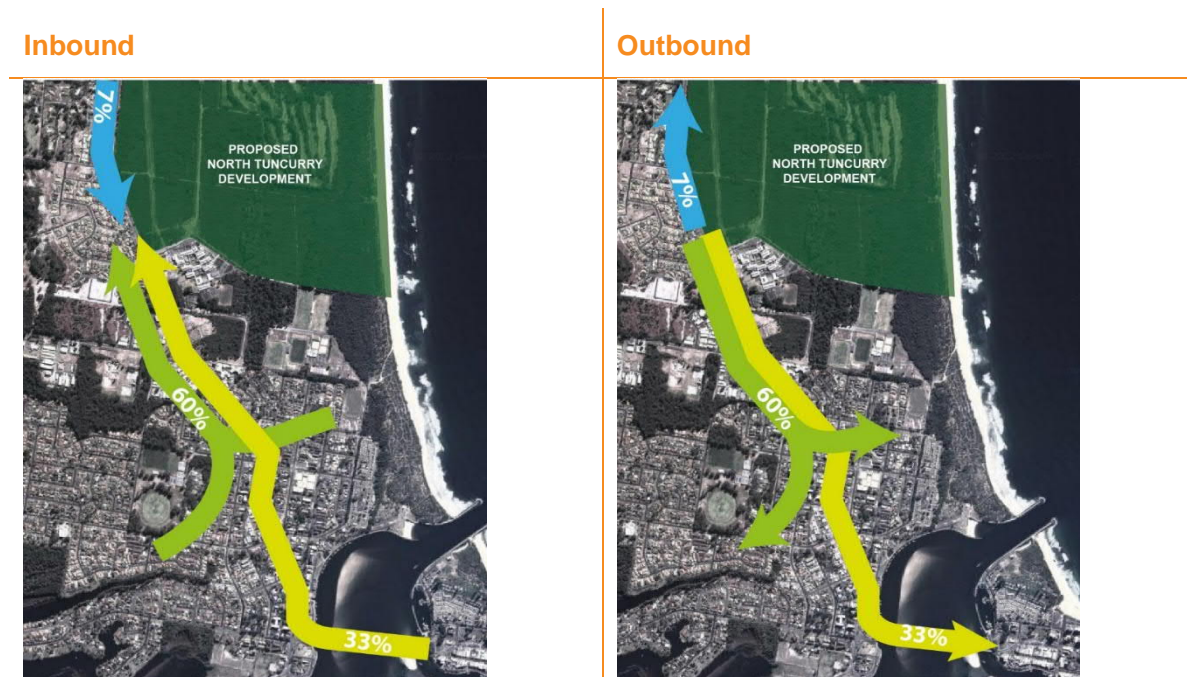 Inbound
Outbound
7%
PROPOSED
NORTH TUNCURRY
DEVELOPMENT
60%
33%
PROPOSED
NORTH TUNCURRY
DEVELOPMENT
7%
60%
33%